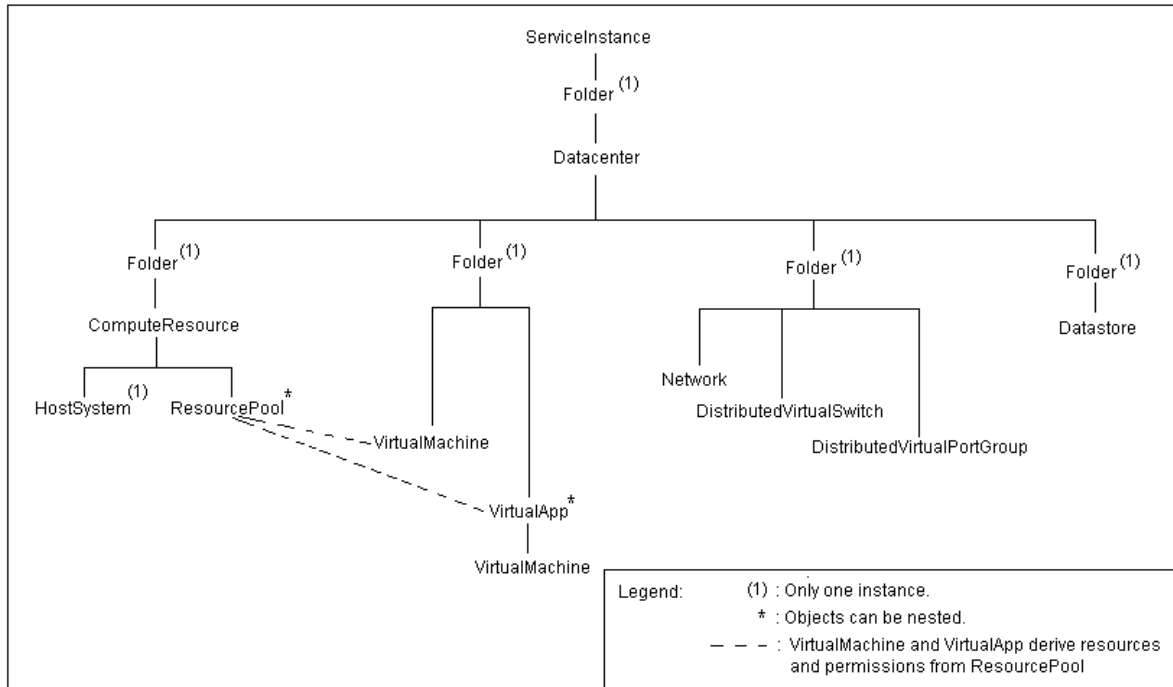 ServiceInstance
Folder (1)
Datacenter
Folder (1)
Folder (1)
Folder (1)
Folder (1)
ComputeResource
Datastore
HostSystem (1)
ResourcePool*
Network
DistributedVirtualSwitch
VirtualMachine
DistributedVirtualPortGroup
VirtualApp*
VirtualMachine
Legend:
(1) : Only one instance.
* : Objects can be nested.
— — — : VirtualMachine and VirtualApp derive resources
and permissions from ResourcePool